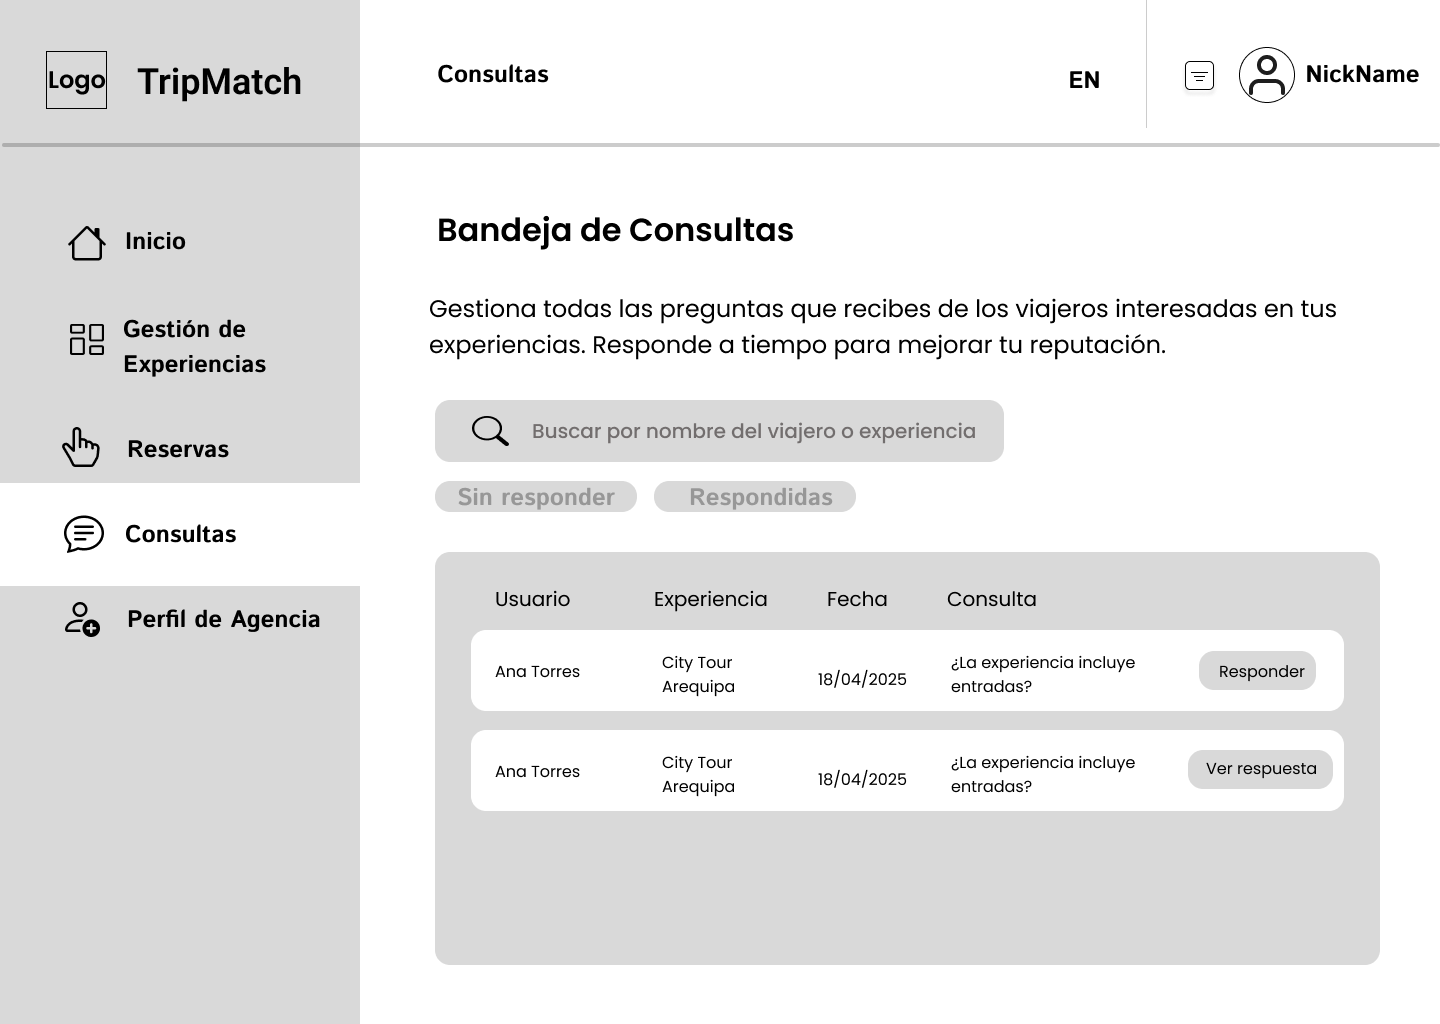 Logo
TripMatch
Consultas
EN
NickName
Inicio
Gestión de
Experiencias
Reservas
Consultas
Perfil de Agencia
Bandeja de Consultas
Gestiona todas las preguntas que recibes de los viajeros interesadas en tus
experiencias. Responde a tiempo para mejorar tu reputación.
Buscar por nombre del viajero o experiencia
Sin responder
Respondidas
Usuario
Experiencia
Fecha
Consulta
Ana Torres
City Tour
Arequipa
18/04/2025
¿La experiencia incluye
entradas?
Responder
Ana Torres
City Tour
Arequipa
18/04/2025
¿La experiencia incluye
entradas?
Ver respuesta